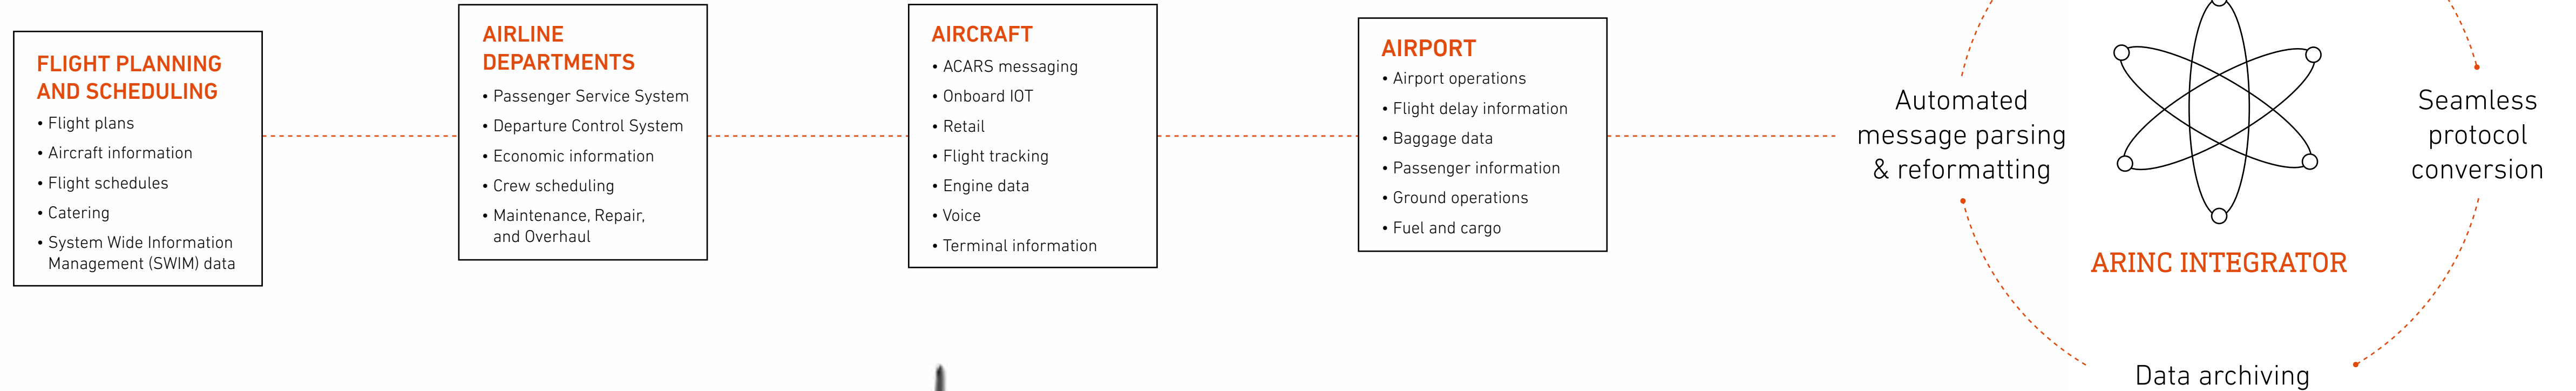 FLIGHT PLANNING
AND SCHEDULING
• Flight plans
• Aircraft information
• Flight schedules
• Catering
• System Wide Information
Management (SWIM) data
AIRLINE
DEPARTMENTS
• Passenger Service System
• Departure Control System
• Economic information
• Crew scheduling
• Maintenance, Repair,
and Overhaul
AIRCRAFT
• ACARS messaging
• Onboard IOT
• Retail
• Flight tracking
• Engine data
• Voice
• Terminal information
AIRPORT
• Airport operations
• Flight delay information
• Baggage data
• Passenger information
• Ground operations
• Fuel and cargo
Automated
message parsing
& reformatting
ARINC INTEGRATOR
Seamless
protocol
conversion
Data archiving